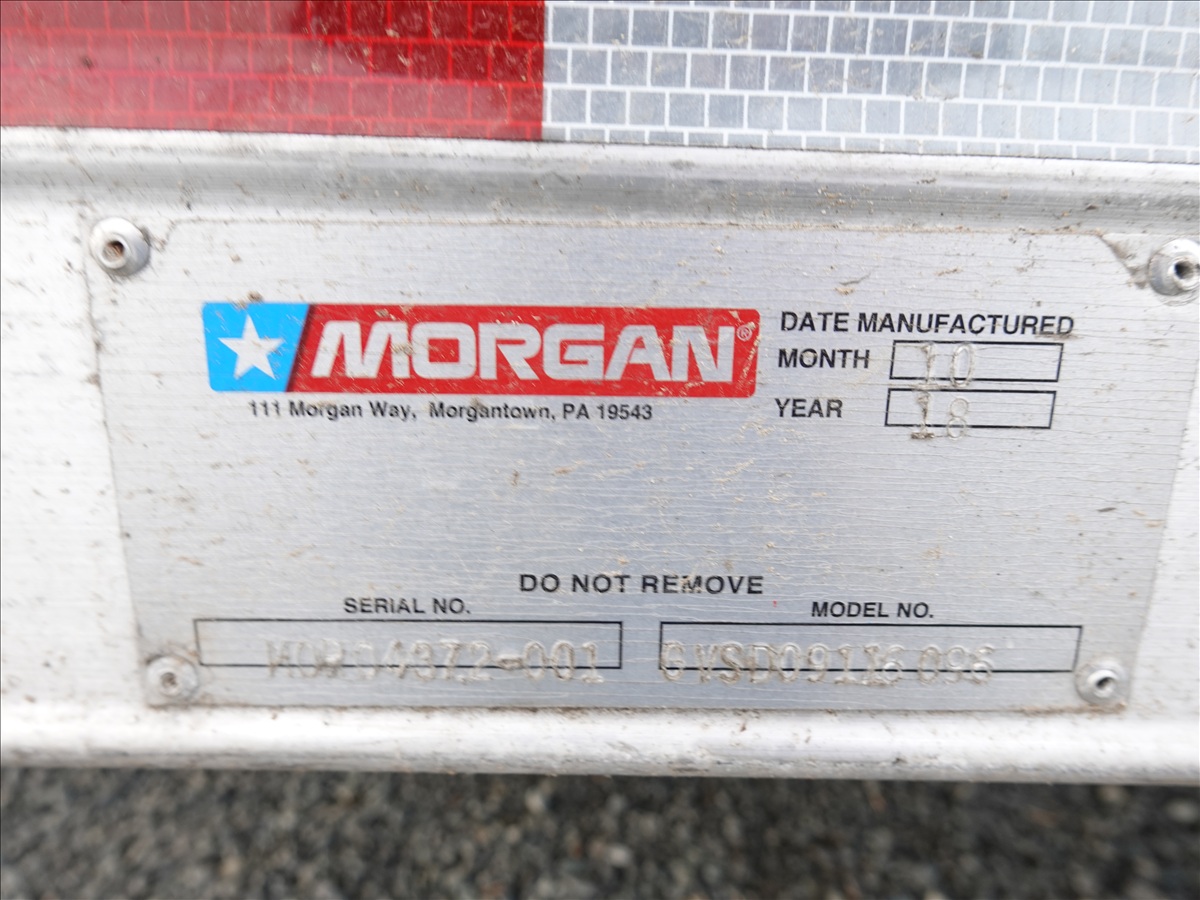 MORGAN®
111 Morgan Way, Morgantown, PA 19543
DATE MANUFACTURED
MONTH 10
YEAR 18
DO NOT REMOVE
SERIAL NO.
MODEL NO.